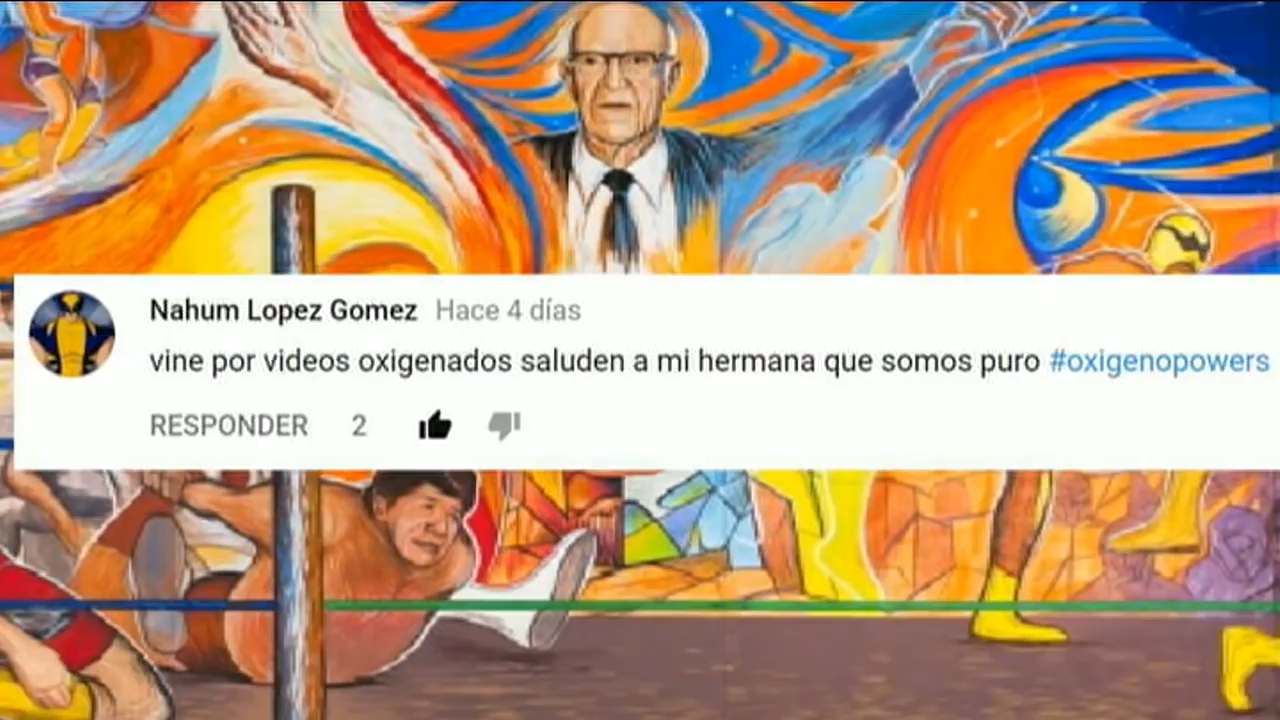 Nahum Lopez Gomez Hace 4 días
vine por videos oxigenados saluden a mi hermana que somos puro #oxigenopowers
RESPONDER 2